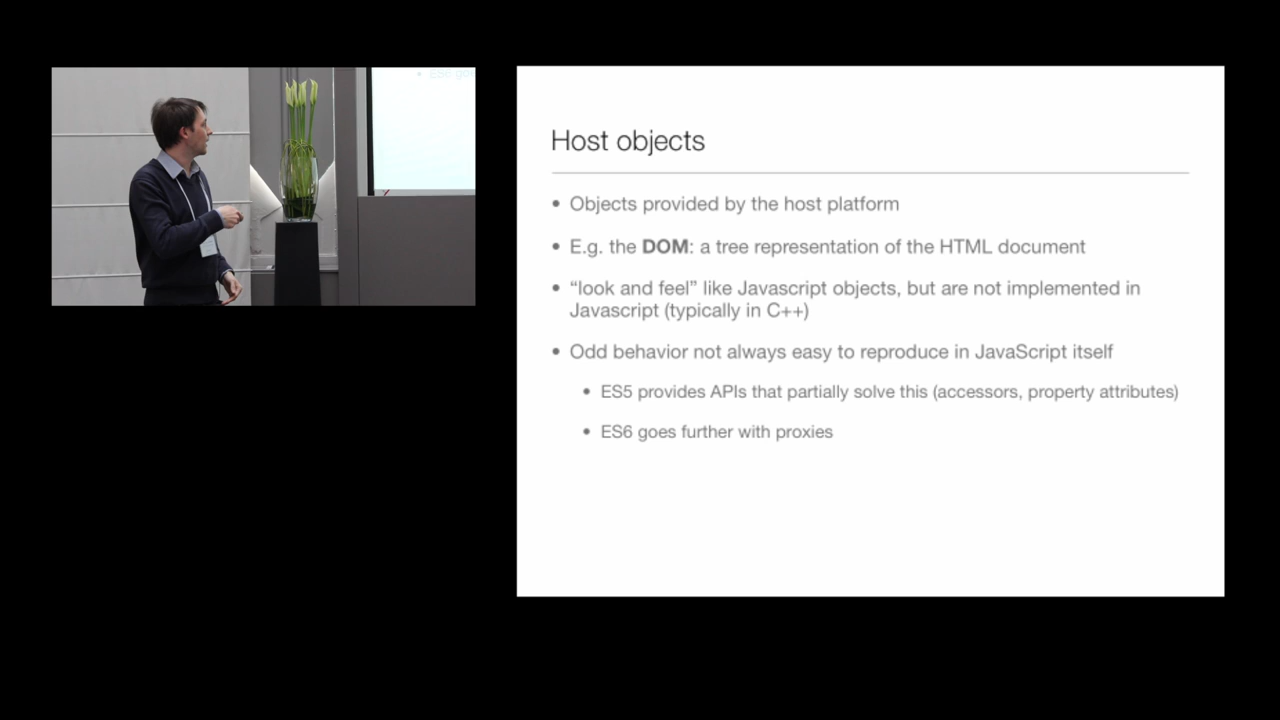 Host objects
• Objects provided by the host platform
• E.g. the DOM: a tree representation of the HTML document
• “look and feel” like Javascript objects, but are not implemented in
Javascript (typically in C++)
• Odd behavior not always easy to reproduce in JavaScript itself
• ES5 provides APIs that partially solve this (accessors, property attributes)
• ES6 goes further with proxies